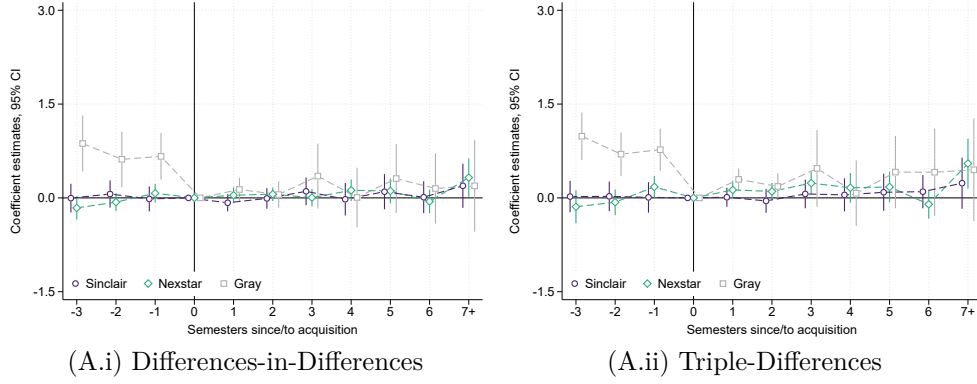 3.0
1.5
0.0
-1.5
Coefficient estimates, 95% CI
Sinclair Nexstar Gray
-3 -2 -1 0 1 2 3 4 5 6 7+
Semesters since/to acquisition
(A.i) Differences-in-Differences
3.0
1.5
0.0
-1.5
Coefficient estimates, 95% CI
Sinclair Nexstar Gray
-3 -2 -1 0 1 2 3 4 5 6 7+
Semesters since/to acquisition
(A.ii) Triple-Differences